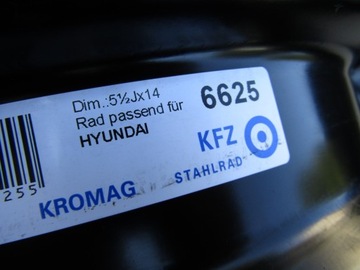 Dim.:5½Jx14
Rad passend für
HYUNDAI
6625
KFZ
255
KROMAG STAHLRAD